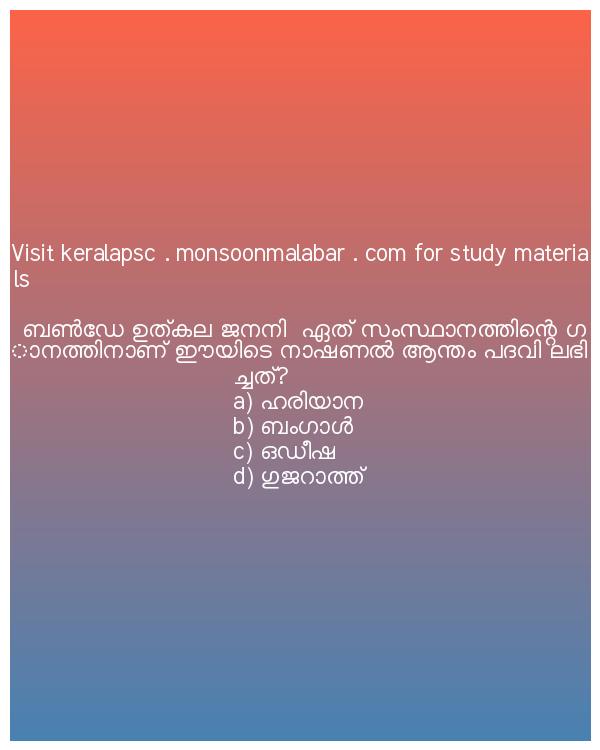 Visit keralapsc . monsoonmalabar . com for study materia
ls
ബൺഡേ ഉത്കല ജനനി  ഏത് സംസ്ഥാനത്തിന്റെ ഗ
ാനത്തിനാണ് ഈയിടെ നാഷണൽ ആന്തം പദവി ലഭി
ച്ചത്?
a) ഹരിയാന
b) ബംഗാൾ
c) ഒഡീഷ
d) ഗുജറാത്ത്